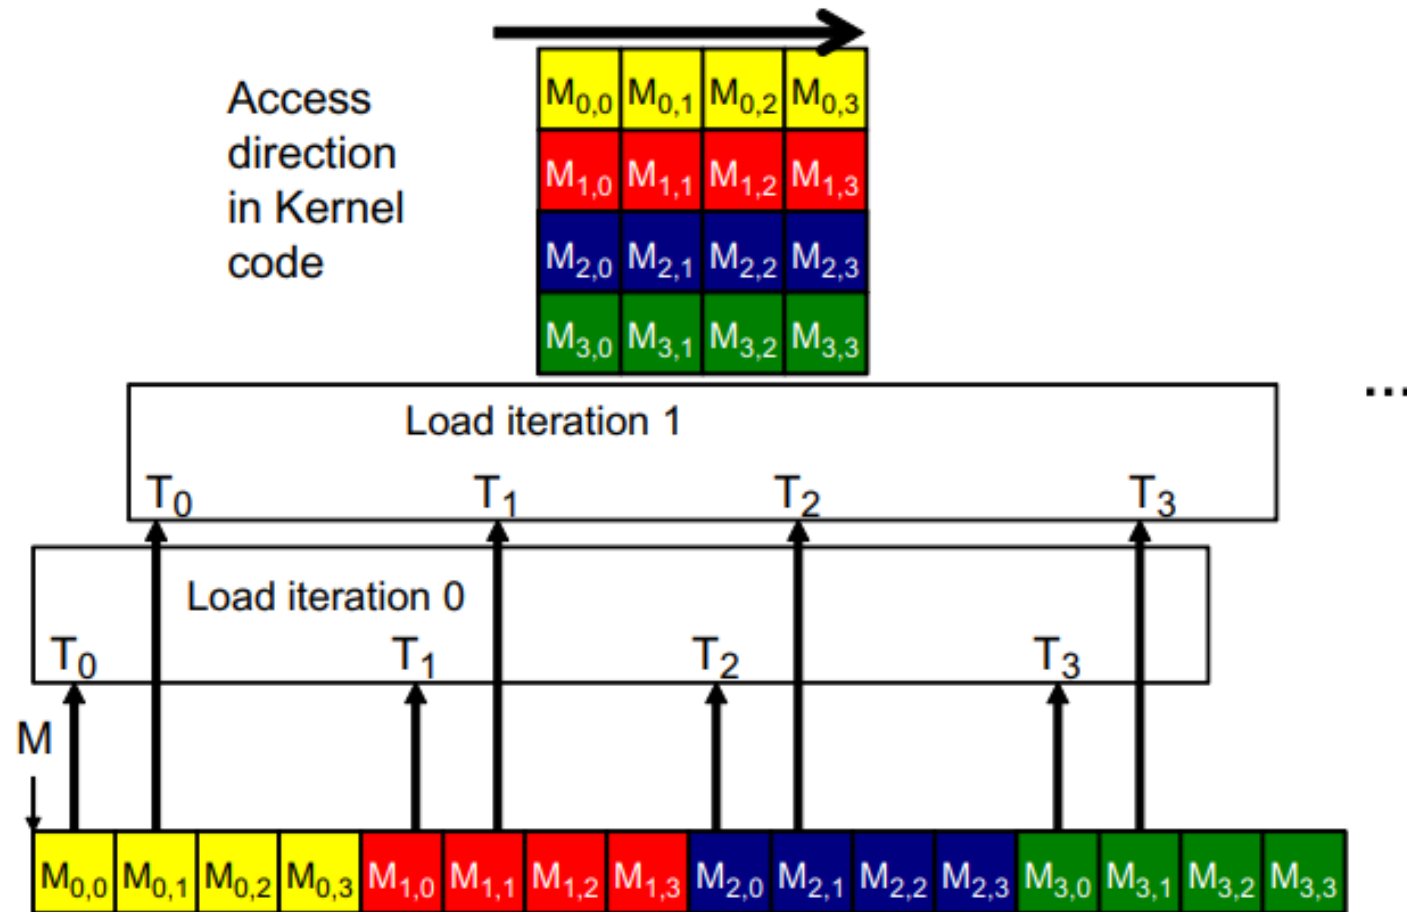 Access
direction
in Kernel
code
M0,0 M0,1 M0,2 M0,3
M1,0 M1,1 M1,2 M1,3
M2,0 M2,1 M2,2 M2,3
M3,0 M3,1 M3,2 M3,3
...
Load iteration 1
T0 T1 T2 T3
Load iteration 0
T0 T1 T2 T3
M
M0,0 M0,1 M0,2 M0,3 M1,0 M1,1 M1,2 M1,3 M2,0 M2,1 M2,2 M2,3 M3,0 M3,1 M3,2 M3,3